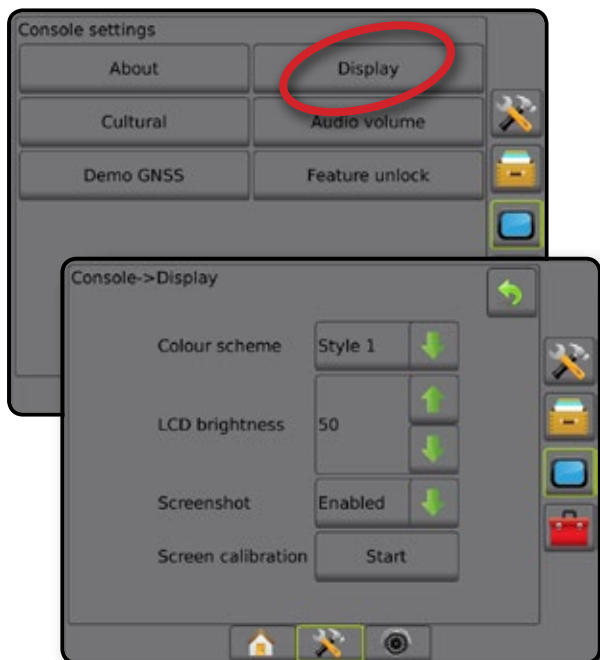 Console settings
About Display
Cultural Audio volume
Demo GNSS Feature unlock
Console->Display
Colour scheme Style 1
LCD brightness 50
Screenshot Enabled
Screen calibration Start